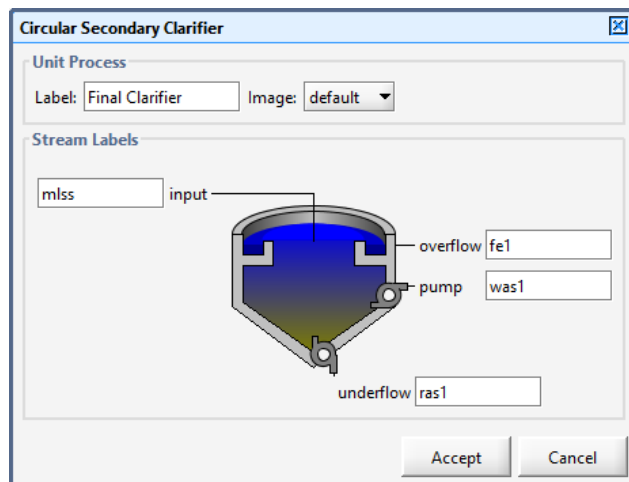 Circular Secondary Clarifier
Unit Process
Label: Final Clarifier Image: default
Stream Labels
mlss input
overflow fe1
pump was1
underflow ras1
Accept Cancel